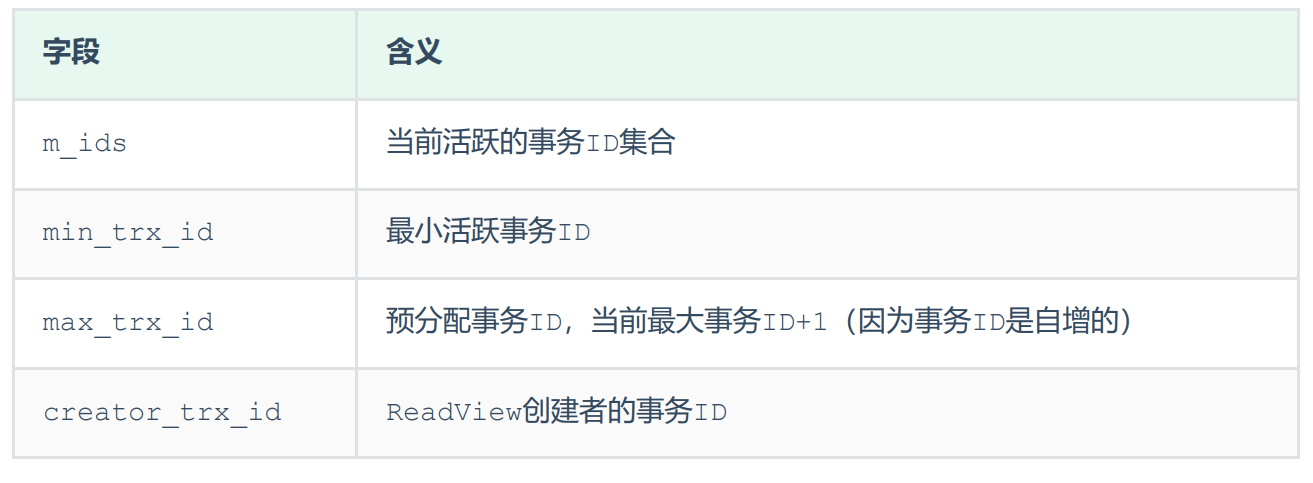 字段 含义
m_ids 当前活跃的事务ID集合
min_trx_id 最小活跃事务ID
max_trx_id 预分配事务ID，当前最大事务ID+1（因为事务ID是自增的）
creator_trx_id ReadView创建者的事务ID